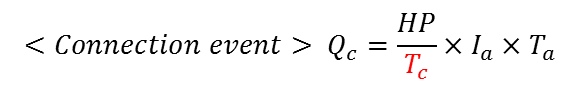 < Connection event > Q_c = HP / T_c × I_a × T_a